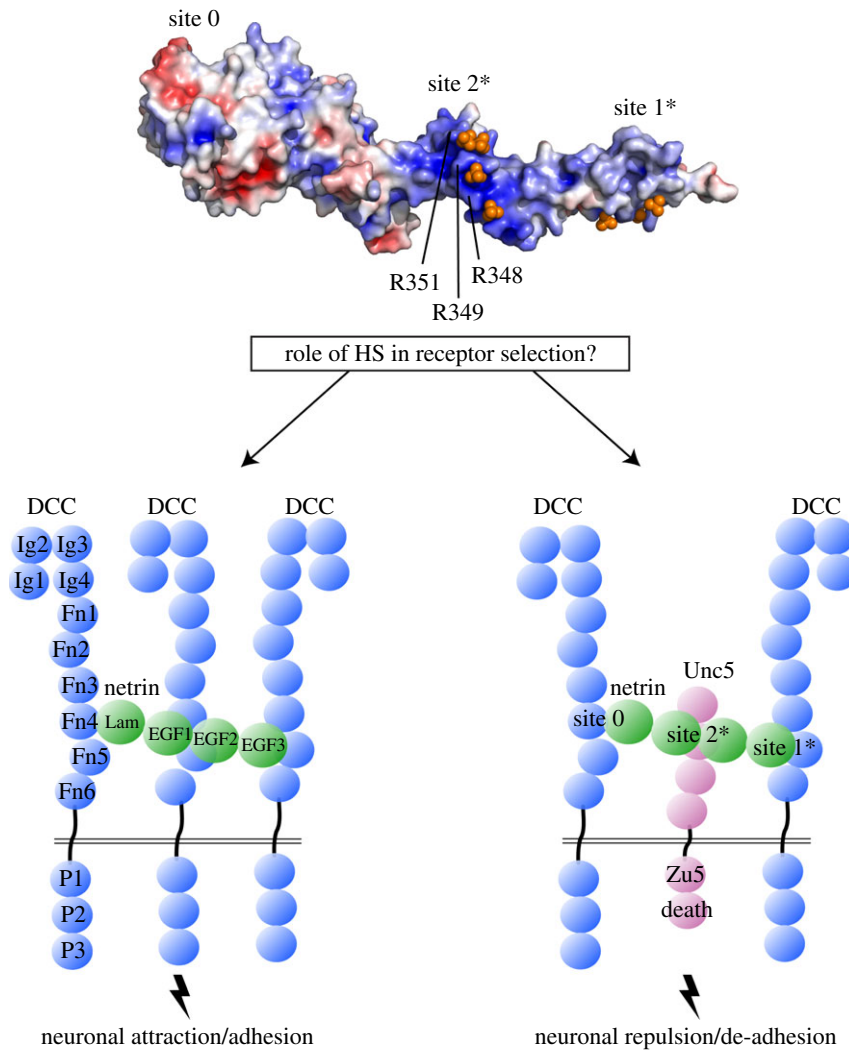 site 0
site 2*
site 1*
R351
R348
R349
role of HS in receptor selection?
DCC
DCC
DCC
Ig2 Ig3
Ig1 Ig4
Fn1
Fn2
Fn3
netrin
Fn4
Lam
EGF1
EGF2
EGF3
Fn5
Fn6
P1
P2
P3
neuronal attraction/adhesion
DCC
DCC
Unc5
netrin
site 0
site 2*
site 1*
Zu5
death
neuronal repulsion/de-adhesion